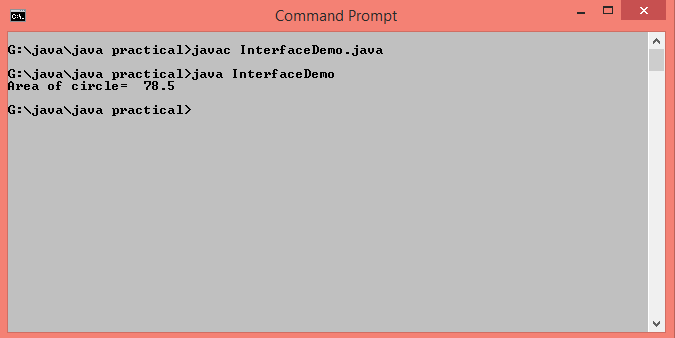 Command Prompt
G:\java\java practical>javac InterfaceDemo.java
G:\java\java practical>java InterfaceDemo
Area of circle=  78.5
G:\java\java practical>